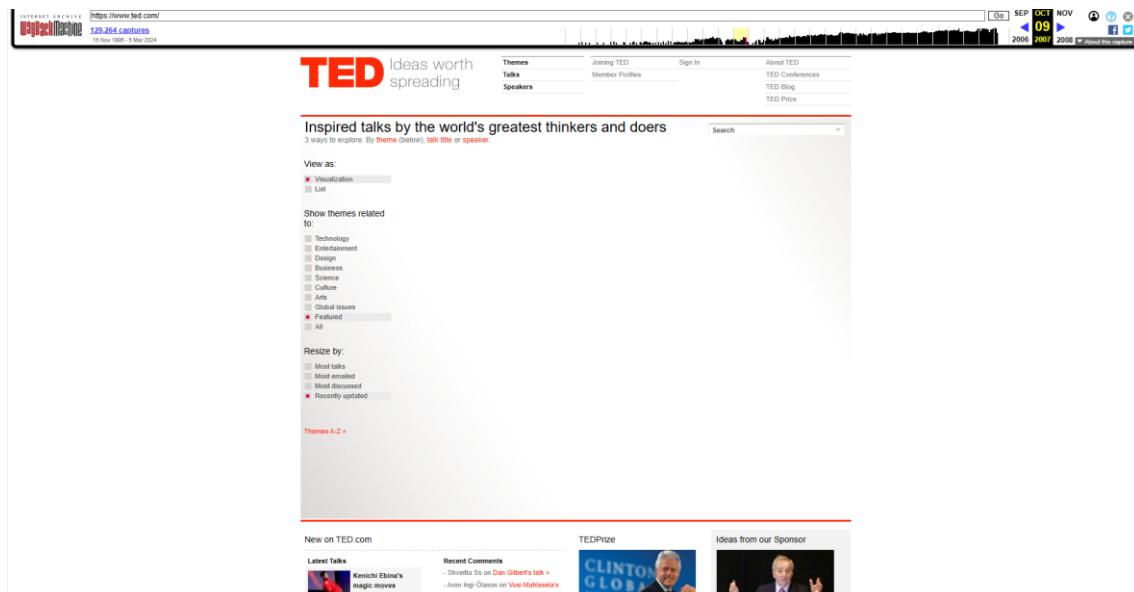 INTERNET ARCHIVE
WayBackMachine
https://www.ted.com/
Go
129,264 captures
15 Nov 1998 - 5 Mar 2024
SEP OCT NOV
09
2006 2007 2008
About this capture
TED Ideas worth spreading
Themes
Talks
Speakers
Joining TED
Member Profiles
Sign In
About TED
TED Conferences
TED Blog
TED Prize
Inspired talks by the world's greatest thinkers and doers
3 ways to explore: By theme (below), talk title or speaker.
Search
View as:
Visualization
List
Show themes related
to:
Technology
Entertainment
Design
Business
Science
Culture
Arts
Global Issues
Featured
All
Resize by:
Most talks
Most emailed
Most discussed
Recently updated
Themes A-Z »
New on TED.com
Latest Talks
Kenichi Ebina's
magic moves
Recent Comments
- Shveitta Ss on Dan Gilbert's talk »
- Aron Ingi Ólason on Vusi Mahlasela's
TEDPrize
CLINTON
GLOBAL
Ideas from our Sponsor